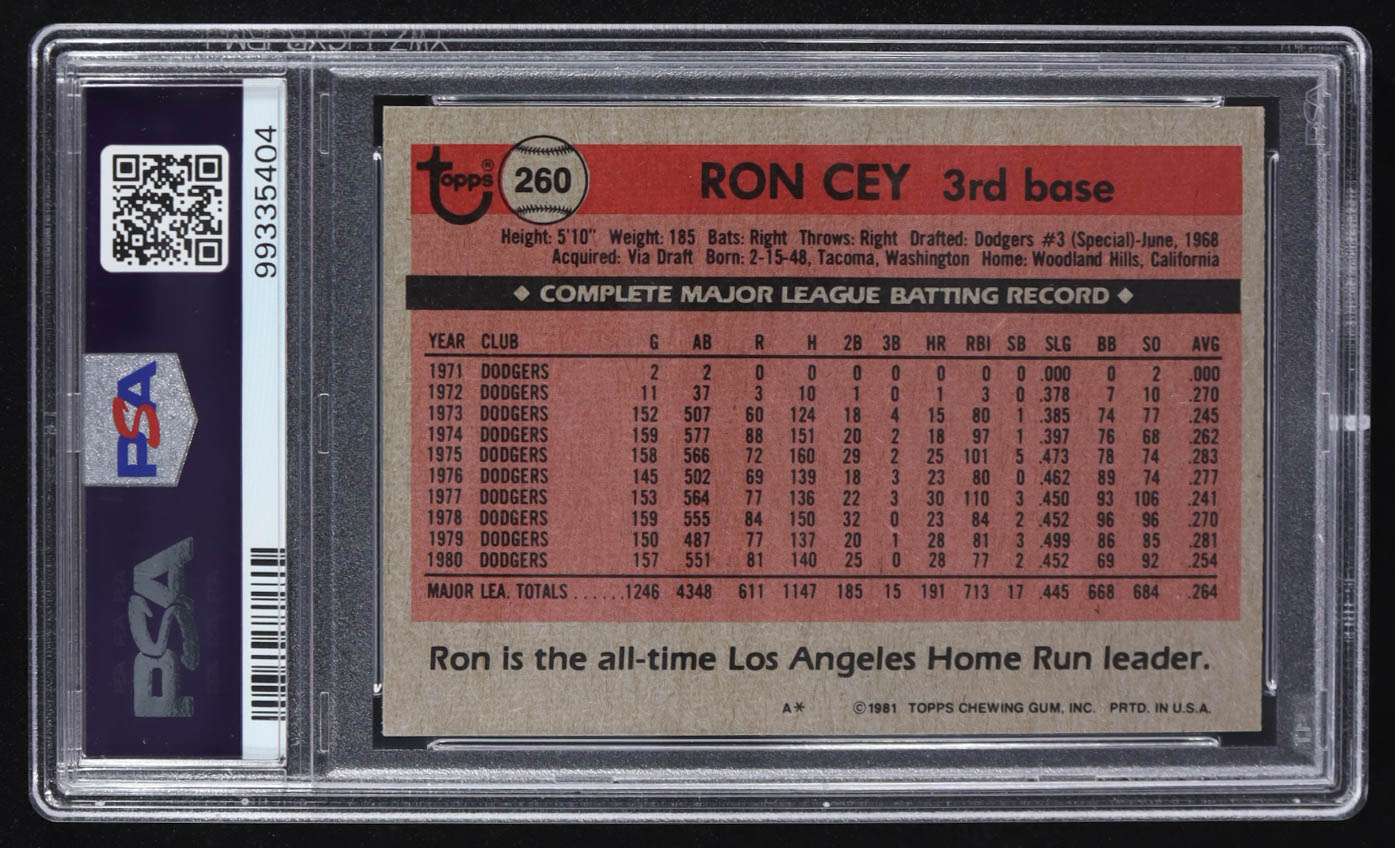 99335404
PSA
PSA
topps® 260 RON CEY 3rd base
Height: 5'10" Weight: 185 Bats: Right Throws: Right Drafted: Dodgers #3 (Special)-June, 1968
Acquired: Via Draft Born: 2-15-48, Tacoma, Washington Home: Woodland Hills, California
◆ COMPLETE MAJOR LEAGUE BATTING RECORD ◆
YEAR CLUB G AB R H 2B 3B HR RBI SB SLG BB SO AVG
1971 DODGERS 2 2 0 0 0 0 0 0 0 .000 0 2 .000
1972 DODGERS 11 37 3 10 1 0 1 3 0 .378 7 10 .270
1973 DODGERS 152 507 60 124 18 4 15 80 1 .385 74 77 .245
1974 DODGERS 159 577 88 151 20 2 18 97 1 .397 76 68 .262
1975 DODGERS 158 566 72 160 29 2 25 101 5 .473 78 74 .283
1976 DODGERS 145 502 69 139 18 3 23 80 0 .462 89 74 .277
1977 DODGERS 153 564 77 136 22 3 30 110 3 .450 93 106 .241
1978 DODGERS 159 555 84 150 32 0 23 84 2 .452 96 96 .270
1979 DODGERS 150 487 77 137 20 1 28 81 3 .499 86 85 .281
1980 DODGERS 157 551 81 140 25 0 28 77 2 .452 69 92 .254
MAJOR LEA. TOTALS ......1246 4348 611 1147 185 15 191 713 17 .445 668 684 .264
Ron is the all-time Los Angeles Home Run leader.
A* ©1981 TOPPS CHEWING GUM, INC. PRTD. IN U.S.A.